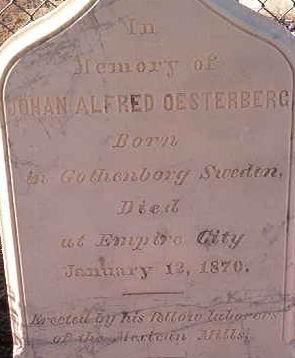 In
Memory of
JOHAN ALFRED OESTERBERG
Born
in Gothenborg Sweden,
Died
at Empire City
January 12, 1870.
Erected by his fellow laborers
of the Mexican Mills.